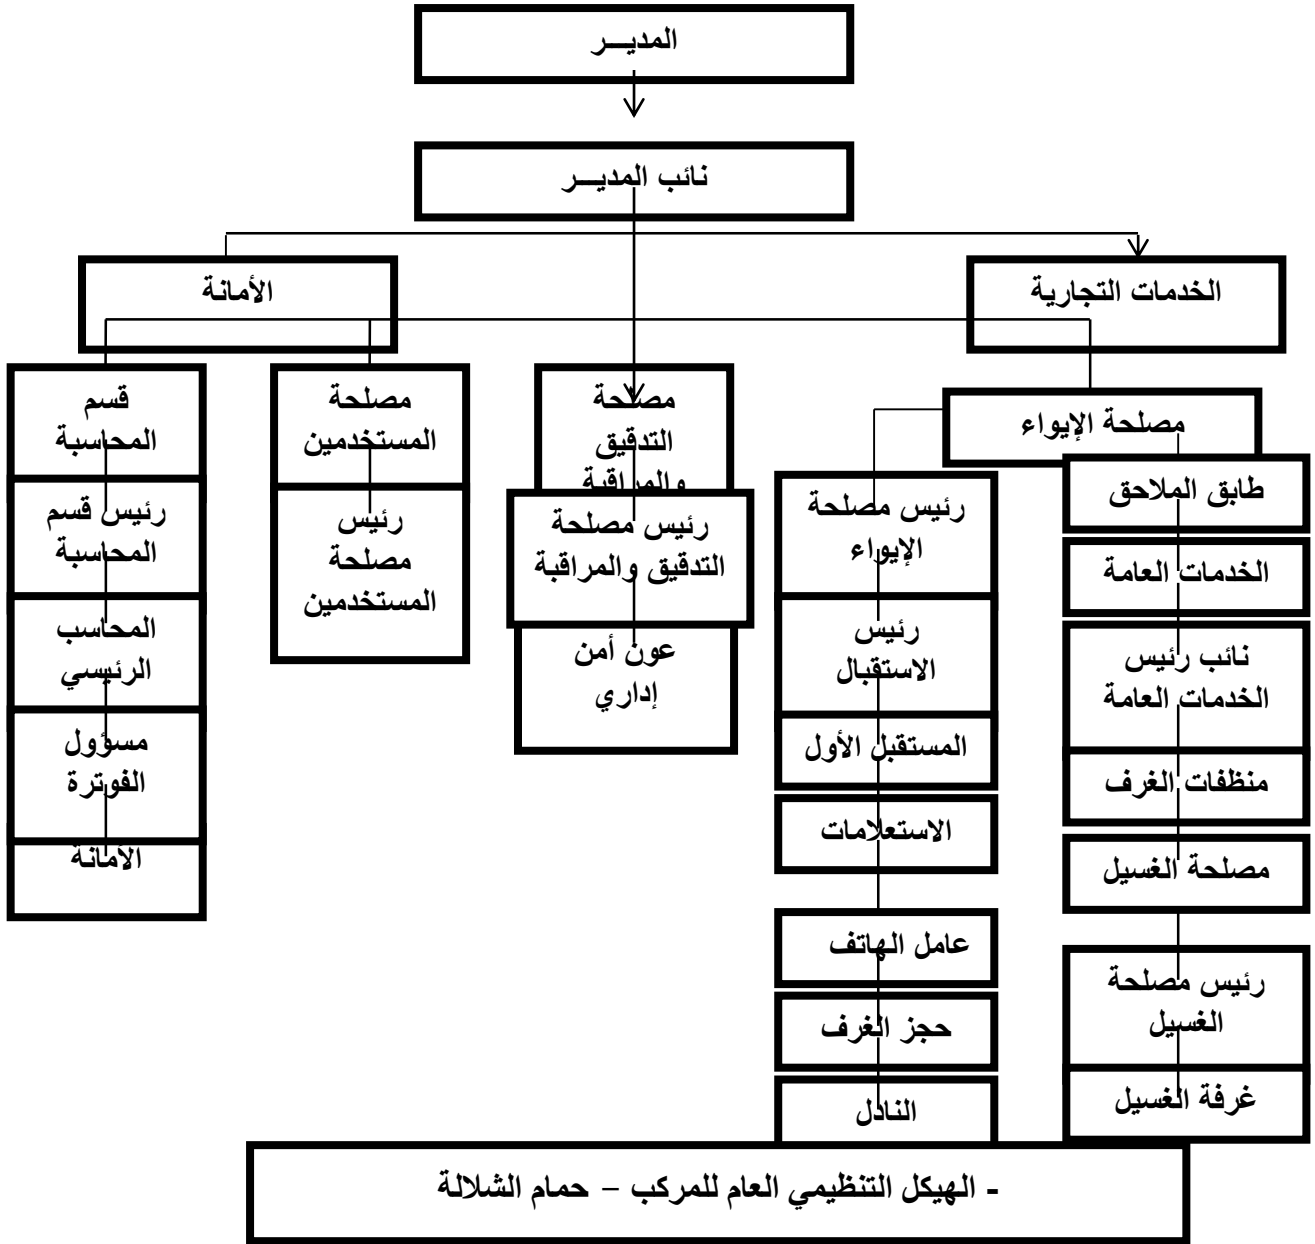 المديــر
نائب المديــر
الخدمات التجارية
الأمانة
مصلحة الإيواء
مصلحة
التدقيق
والمراقبة
مصلحة
المستخدمين
قسم
المحاسبة
طابق الملاحق
الخدمات العامة
نائب رئيس
الخدمات العامة
منظفات الغرف
مصلحة الغسيل
رئيس مصلحة
الغسيل
غرفة الغسيل
رئيس مصلحة
الإيواء
رئيس
الاستقبال
المستقبل الأول
الاستعلامات
عامل الهاتف
حجز الغرف
النادل
رئيس مصلحة
التدقيق والمراقبة
عون أمن
إداري
رئيس
مصلحة
المستخدمين
رئيس قسم
المحاسبة
المحاسب
الرئيسي
مسؤول
الفوترة
الأمانة
- الهيكل التنظيمي العام للمركب – حمام الشلالة